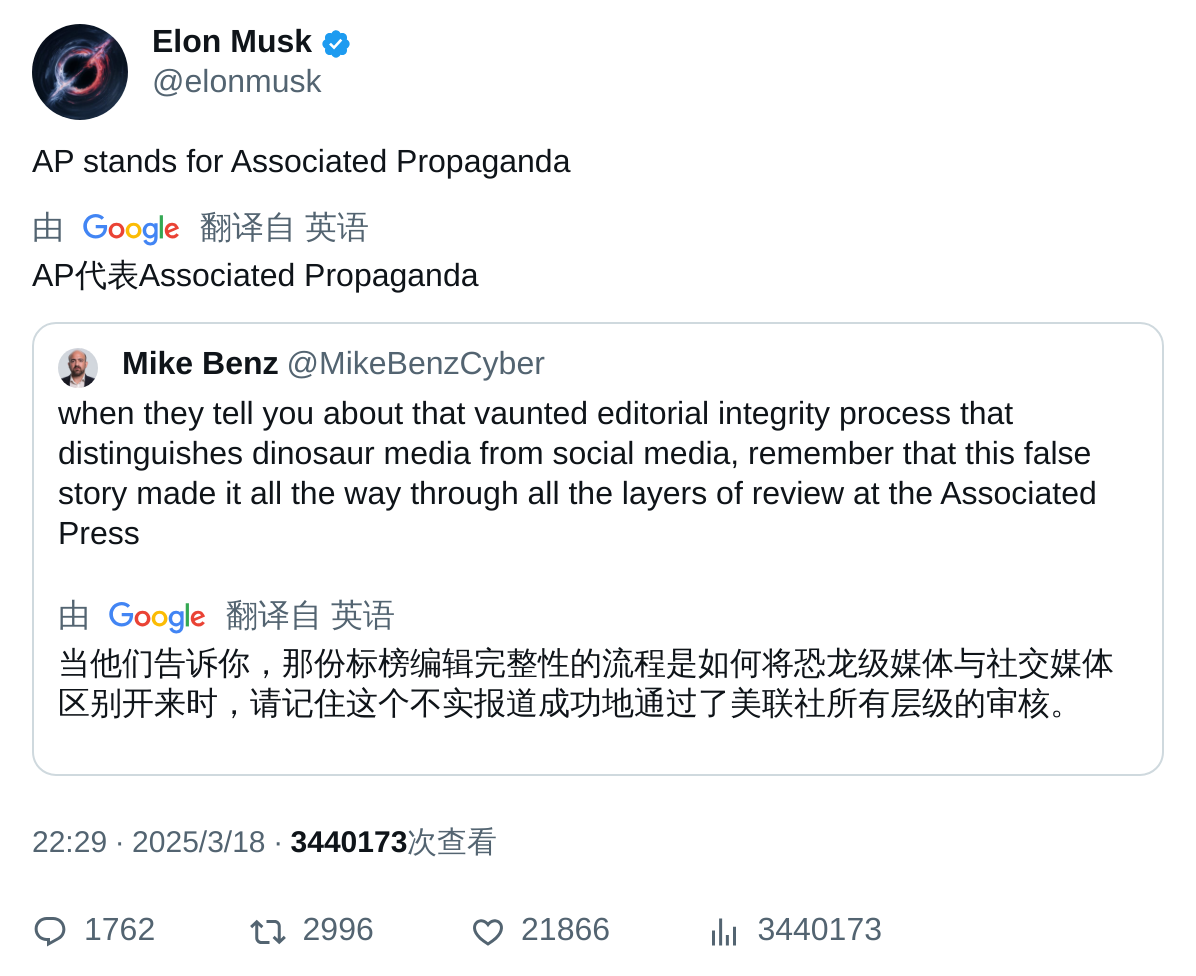 Elon Musk
@elonmusk
AP stands for Associated Propaganda
由 Google 翻译自 英语
AP代表Associated Propaganda
Mike Benz @MikeBenzCyber
when they tell you about that vaunted editorial integrity process that
distinguishes dinosaur media from social media, remember that this false
story made it all the way through all the layers of review at the Associated
Press
由 Google 翻译自 英语
当他们告诉你，那份标榜编辑完整性的流程是如何将恐龙级媒体与社交媒体
区别开来时，请记住这个不实报道成功地通过了美联社所有层级的审核。
22:29 · 2025/3/18 · 3440173次查看
1762 2996 21866 3440173